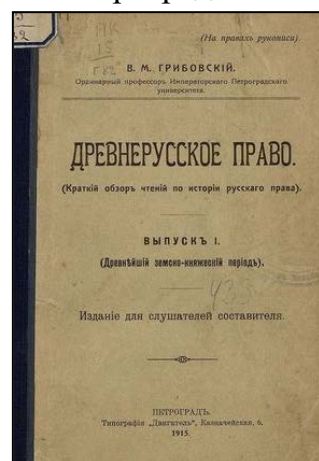 (На правахъ рукописи).
В. М. ГРИБОВСКІЙ.
Ординарный профессоръ Императорскаго Петроградскаго
университета.
ДРЕВНЕРУССКОЕ ПРАВО.
(Краткій обзоръ чтеній по исторіи русскаго права).
ВЫПУСКЪ I.
(Древнѣйшій земско-княжескій періодъ).
Изданіе для слушателей составителя.
ПЕТРОГРАДЪ.
Типографія „Двигатель", Казначейская, 6.
1915.